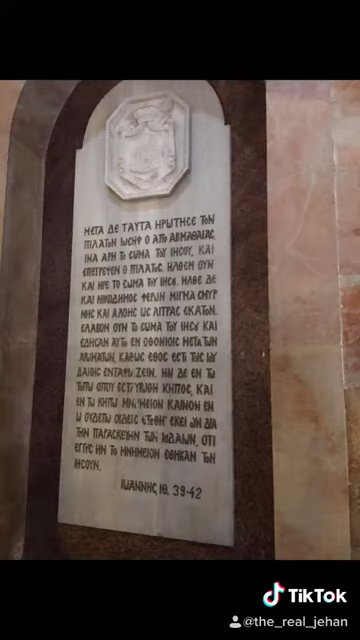 ΜΕΤΑ ΔΕ ΤΑΥΤΑ ΗΡΩΤΗΣΕ ΤΟΝ
ΠΙΛΑΤΟΝ ΙΩΣΗΦ Ο ΑΠΟ ΑΡΙΜΑΘΑΙΑΣ,
ΙΝΑ ΑΡΗ ΤΟ ΣΩΜΑ ΤΟΥ ΙΗΣΟΥ, ΚΑΙ
ΕΠΕΤΡΕΨΕΝ Ο ΠΙΛΑΤΟΣ. ΗΛΘΕΝ ΟΥΝ
ΚΑΙ ΗΡΕ ΤΟ ΣΩΜΑ ΤΟΥ ΙΗΣΟΥ. ΗΛΘΕ ΔΕ
ΚΑΙ ΝΙΚΟΔΗΜΟΣ ΦΕΡΩΝ ΜΙΓΜΑ ΣΜΥΡ
ΝΗΣ ΚΑΙ ΑΛΟΗΣ ΩΣ ΛΙΤΡΑΣ ΕΚΑΤΟΝ.
ΕΛΑΒΟΝ ΟΥΝ ΤΟ ΣΩΜΑ ΤΟΥ ΙΗΣΟΥ ΚΑΙ
ΕΔΗΣΑΝ ΑΥΤΟ ΕΝ ΟΘΟΝΙΟΙΣ ΜΕΤΑ ΤΩΝ
ΑΡΩΜΑΤΩΝ, ΚΑΘΩΣ ΕΘΟΣ ΕΣΤΙ ΤΟΙΣ ΙΟΥ
ΔΑΙΟΙΣ ΕΝΤΑΦΙΑΖΕΙΝ. ΗΝ ΔΕ ΕΝ ΤΩ
ΤΟΠΩ ΟΠΟΥ ΕΣΤΑΥΡΩΘΗ ΚΗΠΟΣ, ΚΑΙ
ΕΝ ΤΩ ΚΗΠΩ ΜΝΗΜΕΙΟΝ ΚΑΙΝΟΝ ΕΝ
Ω ΟΥΔΕΠΩ ΟΥΔΕΙΣ ΕΤΕΘΗ· ΕΚΕΙ ΟΥΝ ΔΙΑ
ΤΗΝ ΠΑΡΑΣΚΕΥΗΝ ΤΩΝ ΙΟΥΔΑΙΩΝ, ΟΤΙ
ΕΓΓΥΣ ΗΝ ΤΟ ΜΝΗΜΕΙΟΝ ΕΘΗΚΑΝ ΤΟΝ
ΙΗΣΟΥΝ.
ΙΩΑΝΝΗΣ ΙΘ. 39-42
TikTok
@the_real_jehan